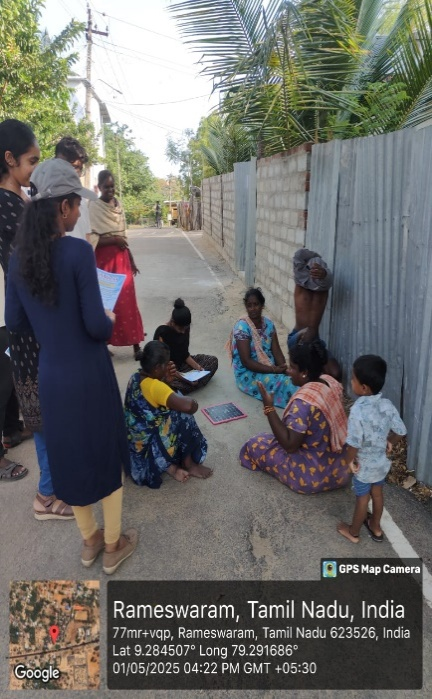 GPS Map Camera
Rameswaram, Tamil Nadu, India
77mr+vqp, Rameswaram, Tamil Nadu 623526, India
Lat 9.284507° Long 79.291686°
01/05/2025 04:22 PM GMT +05:30
Google